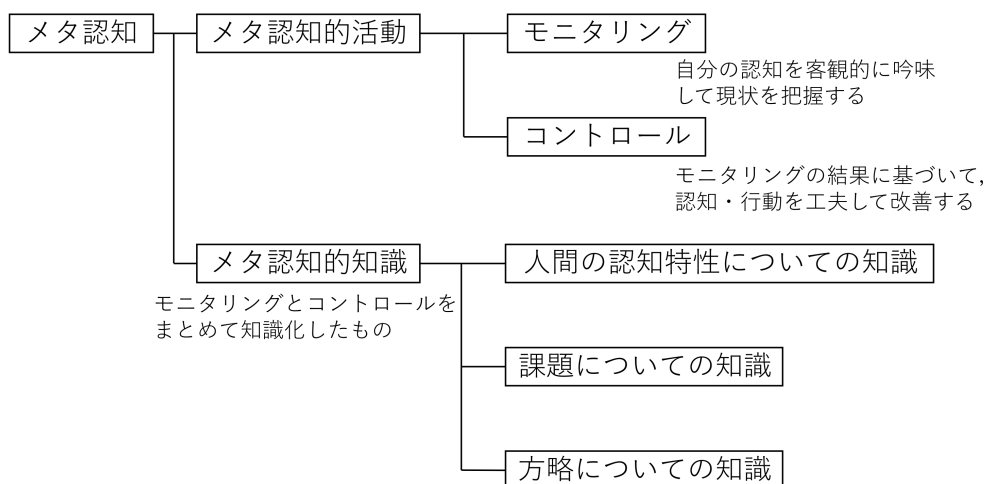 メタ認知
メタ認知的活動
モニタリング
自分の認知を客観的に吟味
して現状を把握する
コントロール
モニタリングの結果に基づいて,
認知・行動を工夫して改善する
メタ認知的知識
モニタリングとコントロールを
まとめて知識化したもの
人間の認知特性についての知識
課題についての知識
方略についての知識